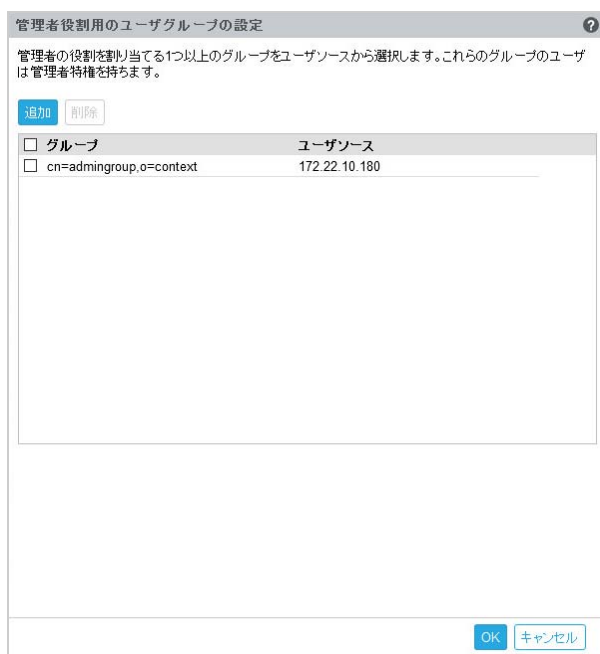 管理者役割用のユーザグループの設定
管理者の役割を割り当てる1つ以上のグループをユーザソースから選択します。これらのグループのユーザ
は管理者特権を持ちます。
追加 削除
グループ ユーザソース
cn=admingroup,o=context 172.22.10.180
OK キャンセル